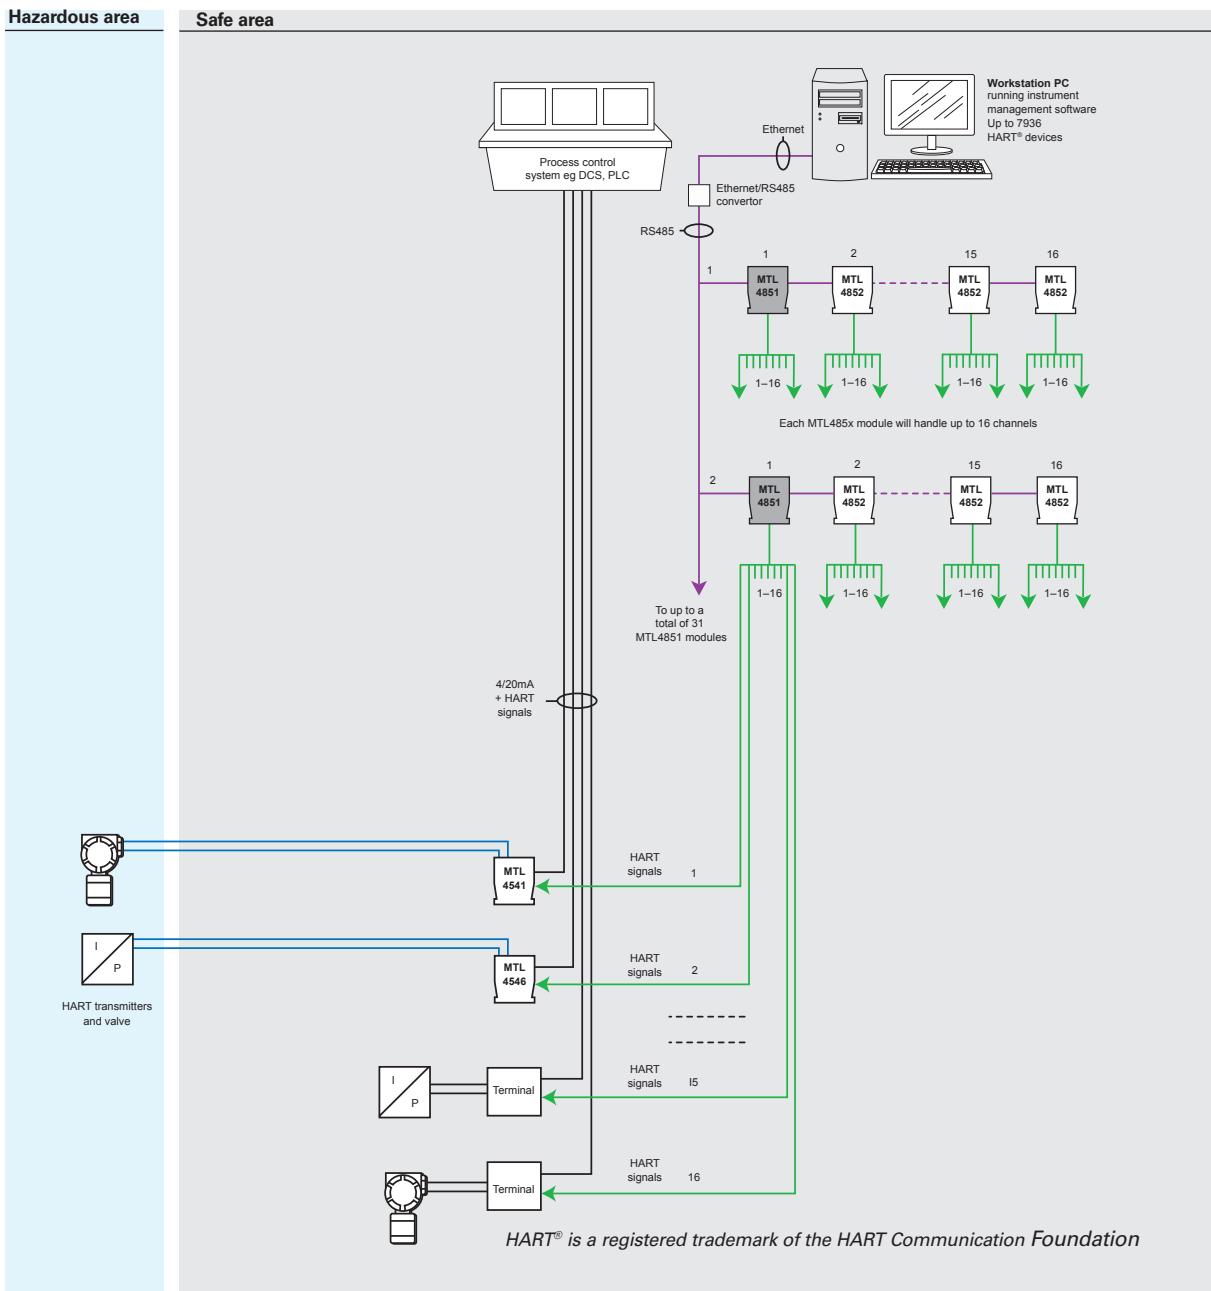 Hazardous area
Safe area
Workstation PC
running instrument
management software
Up to 7936
HART® devices
Ethernet
Process control
system eg DCS, PLC
Ethernet/RS485
convertor
RS485
1
1
2
15
16
MTL
4851
MTL
4852
MTL
4852
MTL
4852
1–16
1–16
1–16
1–16
Each MTL485x module will handle up to 16 channels
2
1
2
15
16
MTL
4851
MTL
4852
MTL
4852
MTL
4852
1–16
1–16
1–16
1–16
To up to a
total of 31
MTL4851 modules
4/20mA
+ HART
signals
MTL
4541
HART
signals 1
I
P
MTL
4546
HART
signals 2
HART transmitters
and valve
I
P
Terminal
HART
signals I5
Terminal
HART
signals 16
HART® is a registered trademark of the HART Communication Foundation